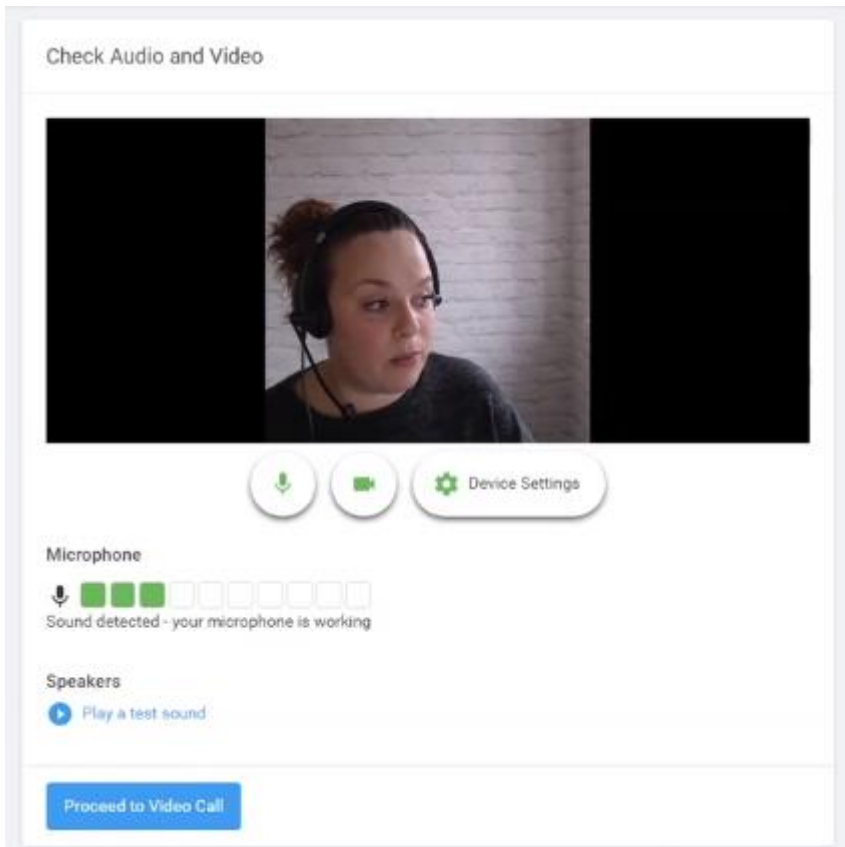 Check Audio and Video
Device Settings
Microphone
Sound detected - your microphone is working
Speakers
Play a test sound
Proceed to Video Call